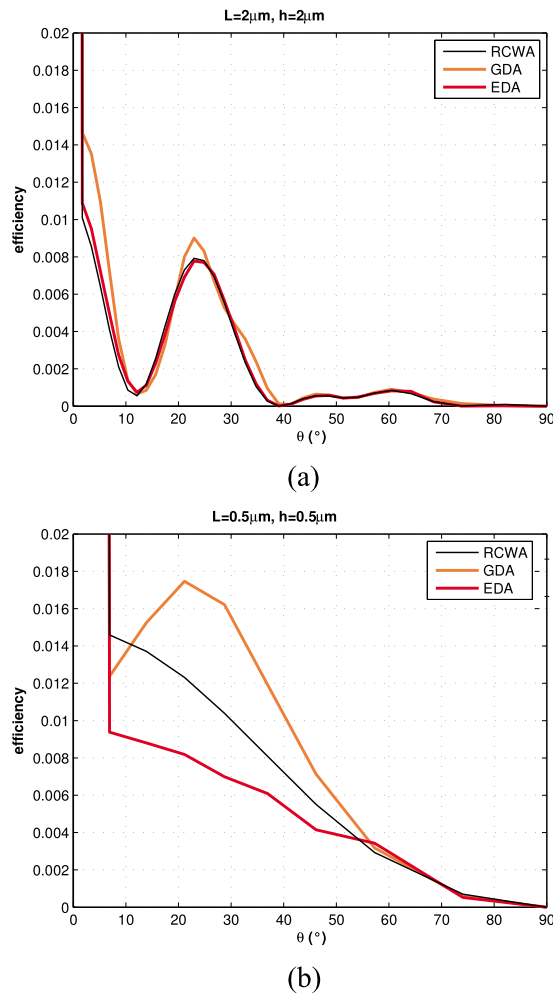 L=2μm, h=2μm
0.02
0.018
0.016
0.014
0.012
0.01
0.008
0.006
0.004
0.002
0
efficiency
RCWA
GDA
EDA
0 10 20 30 40 50 60 70 80 90
θ (°)
(a)
L=0.5μm, h=0.5μm
0.02
0.018
0.016
0.014
0.012
0.01
0.008
0.006
0.004
0.002
0
efficiency
RCWA
GDA
EDA
0 10 20 30 40 50 60 70 80 90
θ (°)
(b)